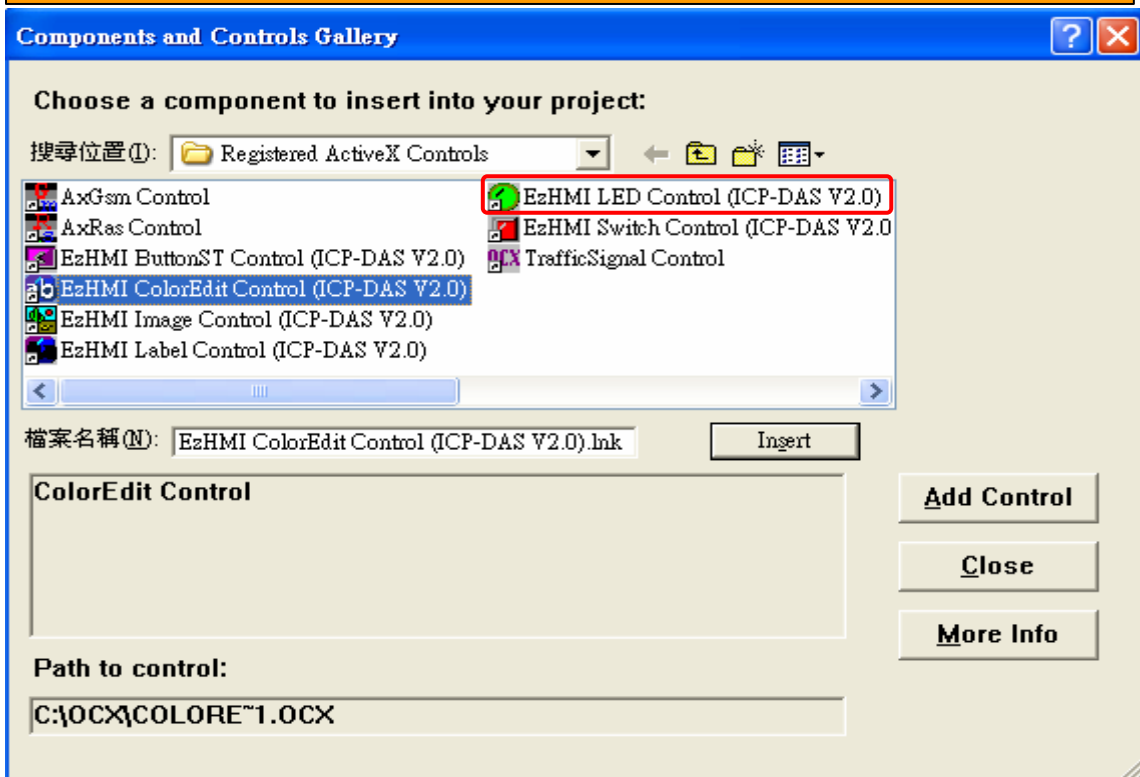 Components and Controls Gallery
Choose a component to insert into your project:
搜尋位置(I): Registered ActiveX Controls
AxGsm Control
AxRas Control
EzHMI ButtonST Control (ICP-DAS V2.0)
EzHMI ColorEdit Control (ICP-DAS V2.0)
EzHMI Image Control (ICP-DAS V2.0)
EzHMI Label Control (ICP-DAS V2.0)
EzHMI LED Control (ICP-DAS V2.0)
EzHMI Switch Control (ICP-DAS V2.0
OCX TrafficSignal Control
檔案名稱(N): EzHMI ColorEdit Control (ICP-DAS V2.0).lnk Insert
ColorEdit Control
Add Control
Close
More Info
Path to control:
C:\OCX\COLORE~1.OCX